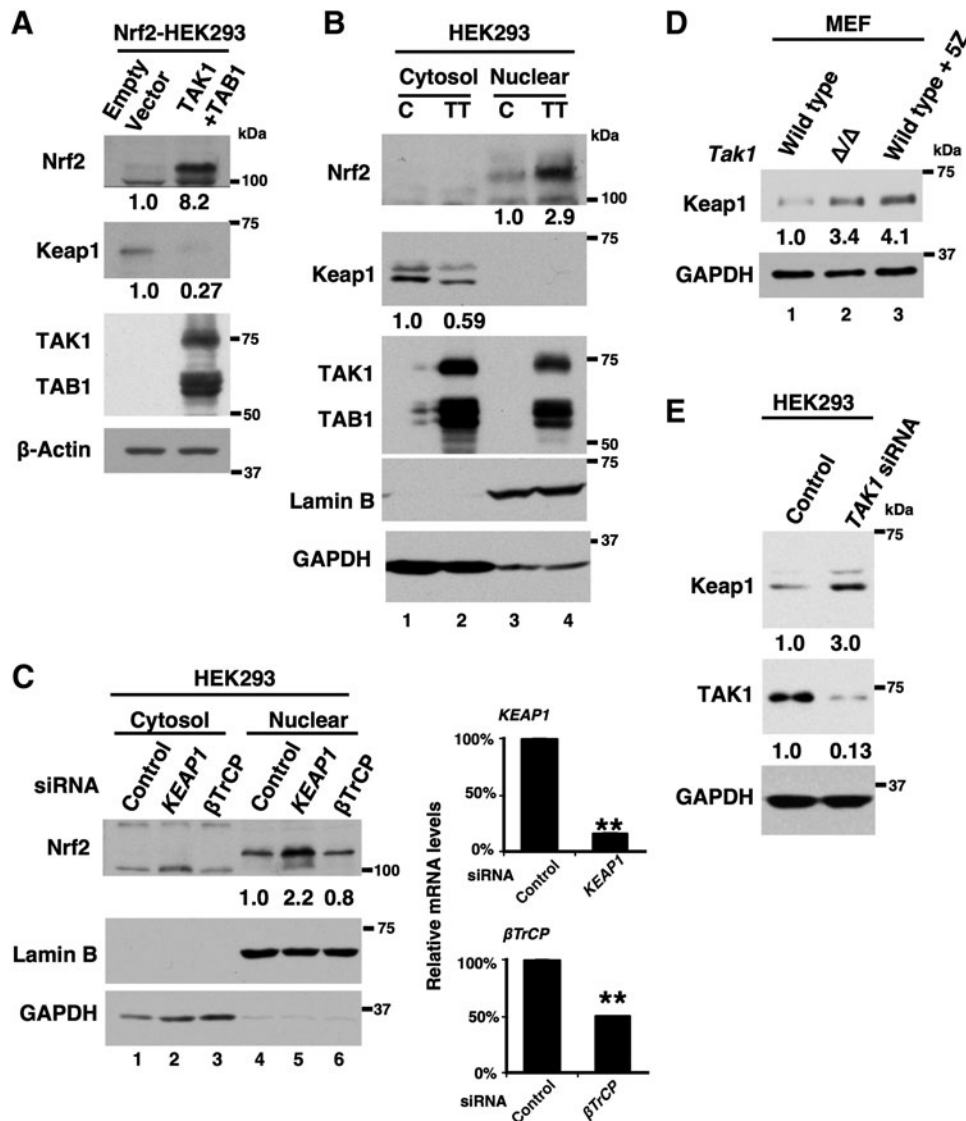 A
Nrf2-HEK293
Empty
Vector
TAK1
+TAB1
kDa
Nrf2
100
1.0 8.2
75
Keap1
1.0 0.27
TAK1
75
TAB1
50
β-Actin
37
B
HEK293
Cytosol Nuclear
C TT C TT
Nrf2
100
1.0 2.9
75
Keap1
1.0 0.59
75
TAK1
TAB1
50
75
Lamin B
37
GAPDH
1 2 3 4
C
HEK293
Cytosol Nuclear
siRNA
Control KEAP1 βTrCP Control KEAP1 βTrCP
Nrf2
100
1.0 2.2 0.8
75
Lamin B
GAPDH
37
1 2 3 4 5 6
Relative mRNA levels
KEAP1
100%
50%
0%
**
siRNA
Control KEAP1
βTrCP
100%
50%
0%
**
siRNA
Control βTrCP
D
MEF
Tak1
Wild type Δ/Δ Wild type + 5Z
kDa
75
Keap1
1.0 3.4 4.1
37
GAPDH
1 2 3
E
HEK293
Control TAK1 siRNA
kDa
75
Keap1
1.0 3.0
TAK1
75
1.0 0.13
37
GAPDH